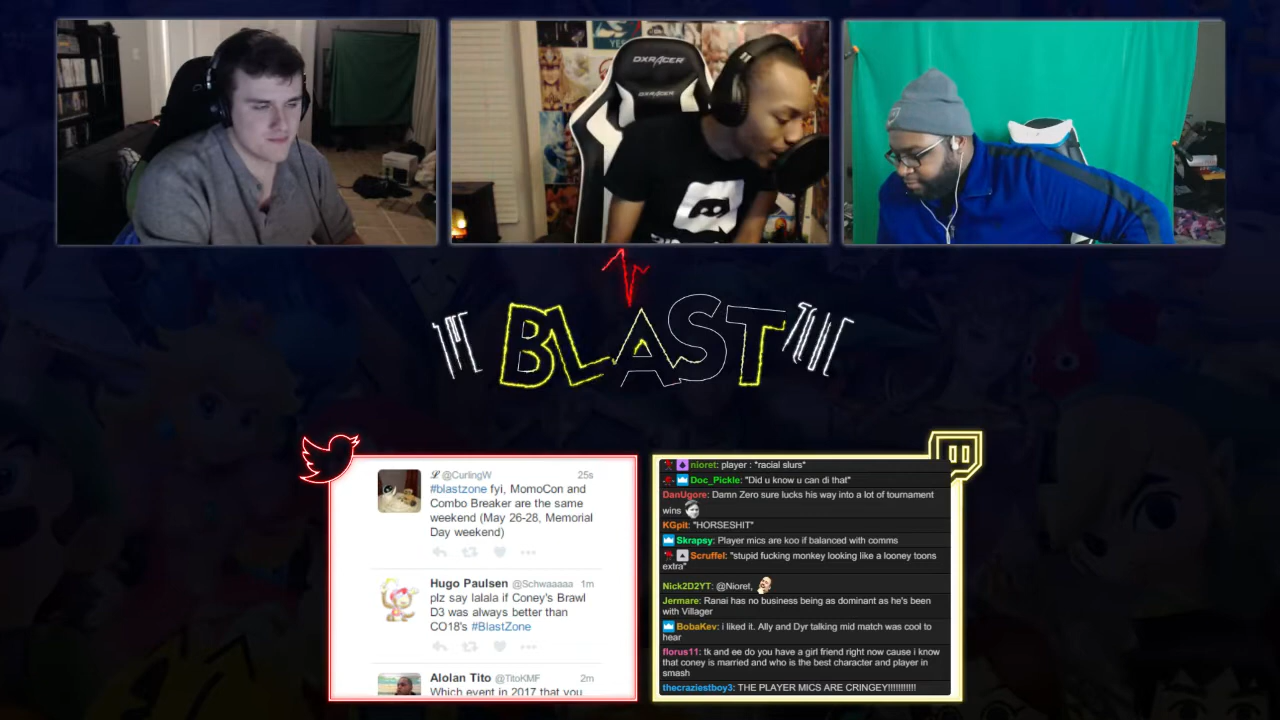 YES
DXRACER
DXRACER
BLAST
ℒ @CurlingW 25s
#blastzone fyi, MomoCon and
Combo Breaker are the same
weekend (May 26-28, Memorial
Day weekend)
Hugo Paulsen @Schwaaaaa 1m
plz say lalala if Coney's Brawl
D3 was always better than
CO18's #BlastZone
Alolan Tito @TitoKMF 2m
Which event in 2017 that you
nioret: player : *racial slurs*
Doc_Pickle: "Did u know u can di that"
DanUgore: Damn Zero sure lucks his way into a lot of tournament
wins
KGpit: "HORSESHIT"
Skrapsy: Player mics are koo if balanced with comms
Scruffel: "stupid fucking monkey looking like a looney toons
extra"
Nick2D2YT: @Nioret,
Jermare: Ranai has no business being as dominant as he's been
with Villager
BobaKev: i liked it. Ally and Dyr talking mid match was cool to
hear
florus11: tk and ee do you have a girl friend right now cause i know
that coney is married and who is the best character and player in
smash
thecraziestboy3: THE PLAYER MICS ARE CRINGEY!!!!!!!!!!!